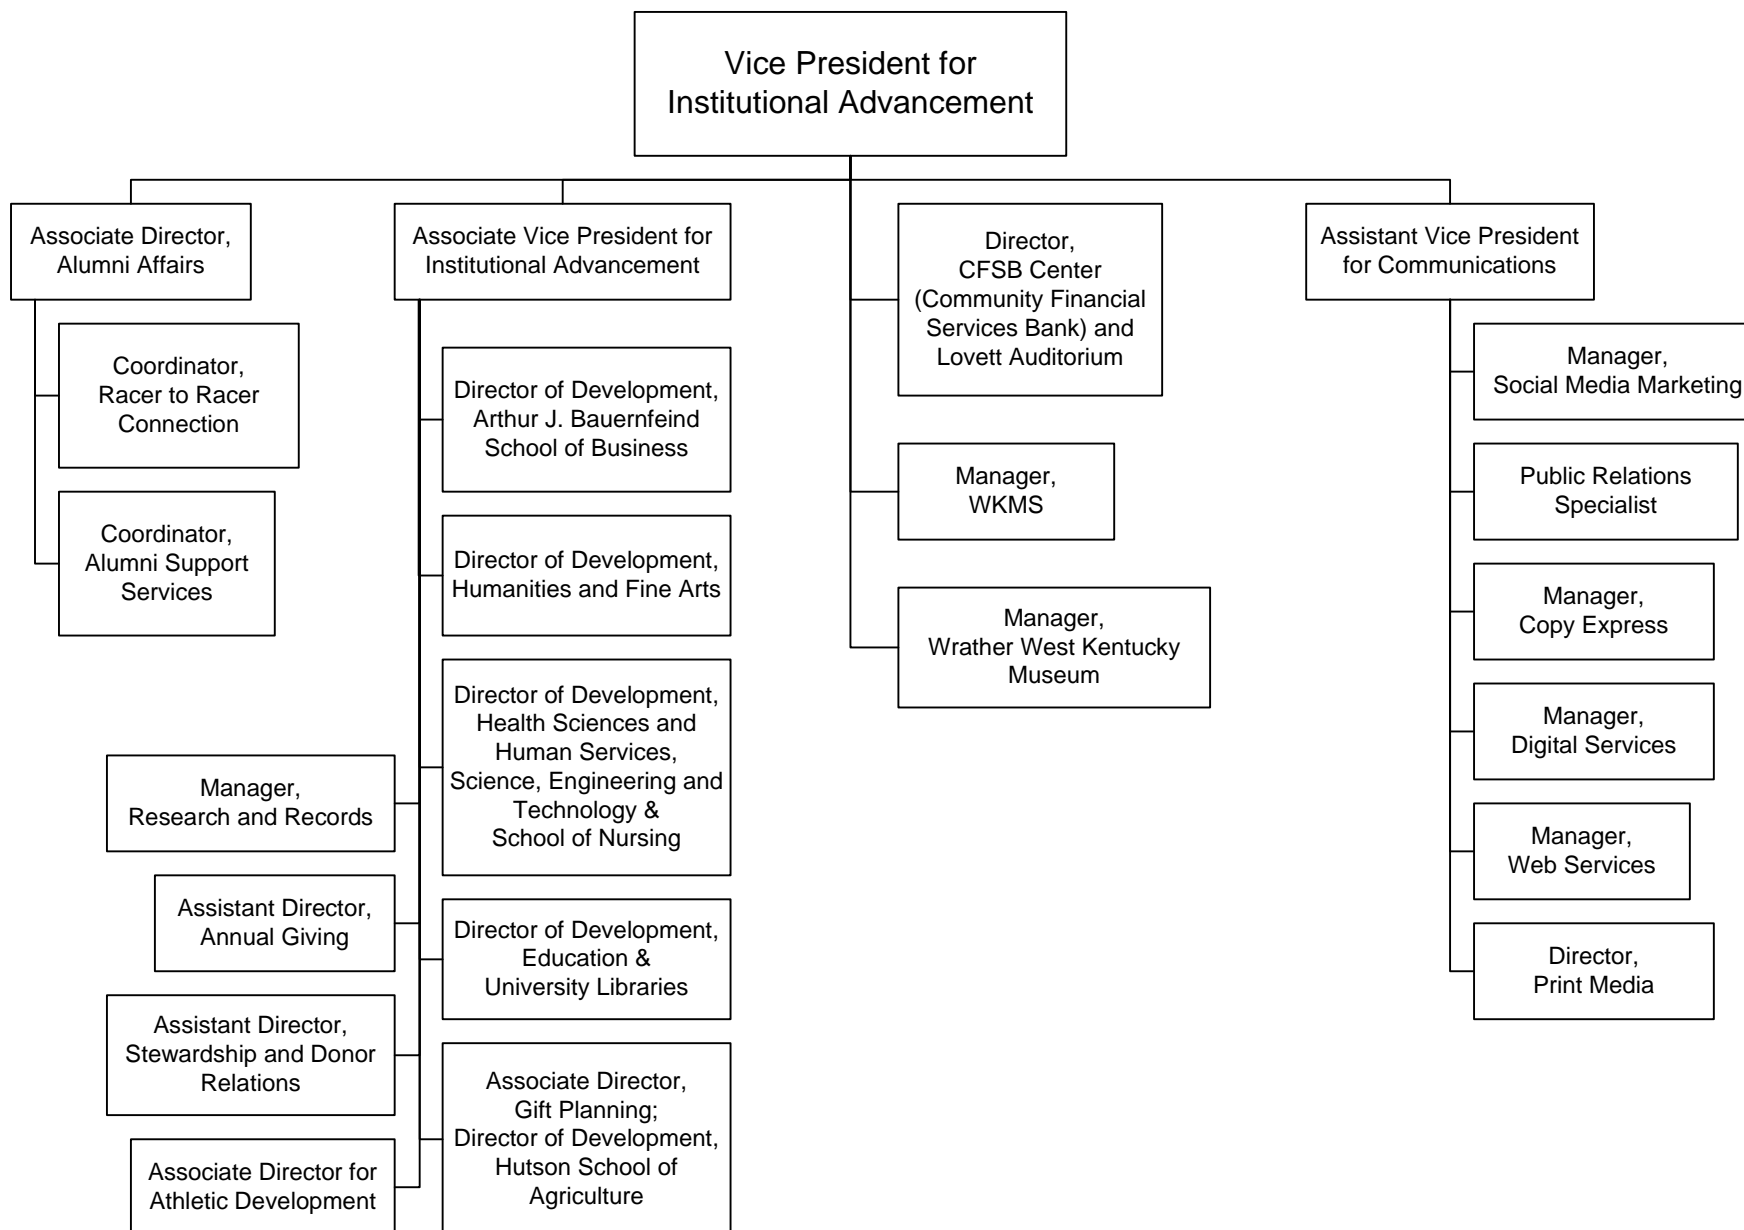 Vice President for
Institutional Advancement
Associate Director,
Alumni Affairs
Coordinator,
Racer to Racer
Connection
Coordinator,
Alumni Support
Services
Associate Vice President for
Institutional Advancement
Director of Development,
Arthur J. Bauernfeind
School of Business
Director of Development,
Humanities and Fine Arts
Director of Development,
Health Sciences and
Human Services,
Science, Engineering and
Technology &
School of Nursing
Director of Development,
Education &
University Libraries
Associate Director,
Gift Planning;
Director of Development,
Hutson School of
Agriculture
Manager,
Research and Records
Assistant Director,
Annual Giving
Assistant Director,
Stewardship and Donor
Relations
Associate Director for
Athletic Development
Director,
CFSB Center
(Community Financial
Services Bank) and
Lovett Auditorium
Manager,
WKMS
Manager,
Wrather West Kentucky
Museum
Assistant Vice President
for Communications
Manager,
Social Media Marketing
Public Relations
Specialist
Manager,
Copy Express
Manager,
Digital Services
Manager,
Web Services
Director,
Print Media